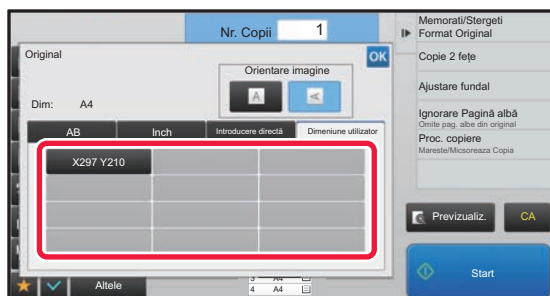 Nr. Copii 1
Original
OK
Orientare imagine
A
A
Dim: A4
AB
Inch
Introducere directă
Dimeniune utilizator
X297 Y210
Altele
3 A4
4 A4
Memorati/Stergeti
Format Original
Copie 2 fețe
Ajustare fundal
Ignorare Pagină albă
Omite pag. albe din original
Proc. copiere
Mareste/Micsoreaza Copia
Previzualiz.
CA
Start